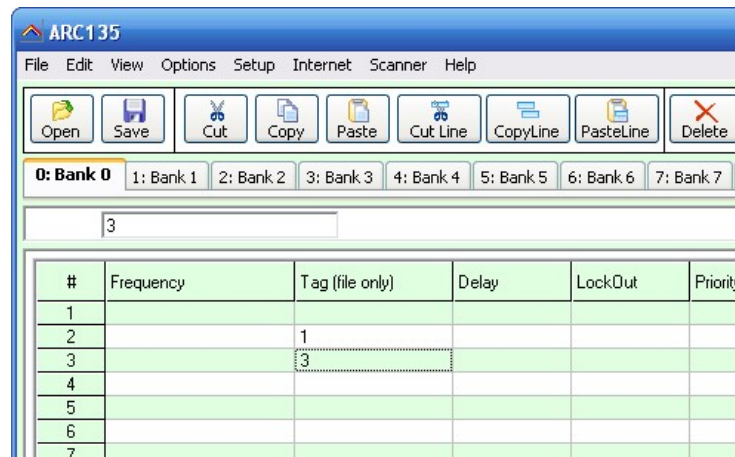 ARC135
File Edit View Options Setup Internet Scanner Help
Open Save Cut Copy Paste Cut Line CopyLine PasteLine Delete
0: Bank 0 1: Bank 1 2: Bank 2 3: Bank 3 4: Bank 4 5: Bank 5 6: Bank 6 7: Bank 7
3
# Frequency Tag (file only) Delay LockOut Priority
1
2 1
3 3
4
5
6
7